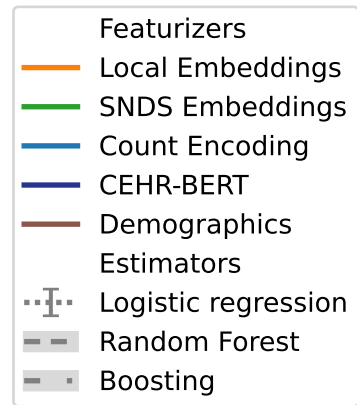 Featurizers
Local Embeddings
SNDS Embeddings
Count Encoding
CEHR-BERT
Demographics
Estimators
Logistic regression
Random Forest
Boosting